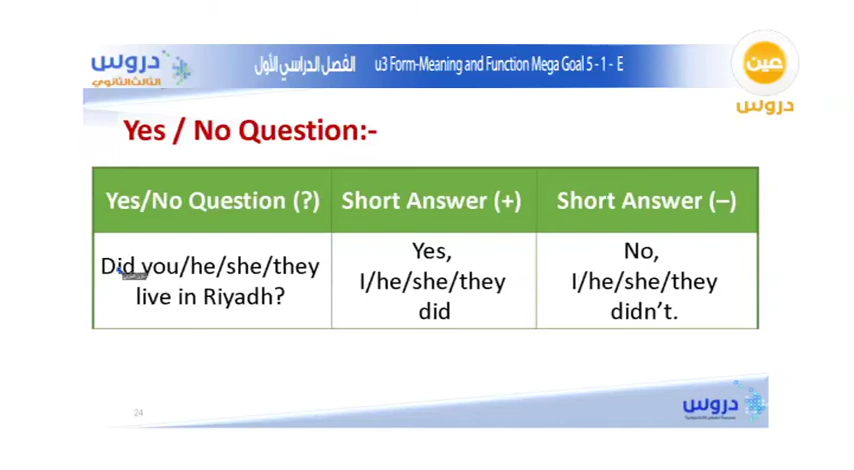 دروس
الثالث الثانوي
الفصل الدراسي الأول
u3 Form-Meaning and Function Mega Goal 5 - 1 - E
عين
دروس
Yes / No Question:-
Yes/No Question (?)
Short Answer (+)
Short Answer (–)
Did you/he/she/they
live in Riyadh?
Yes,
I/he/she/they
did
No,
I/he/she/they
didn't.
24
دروس